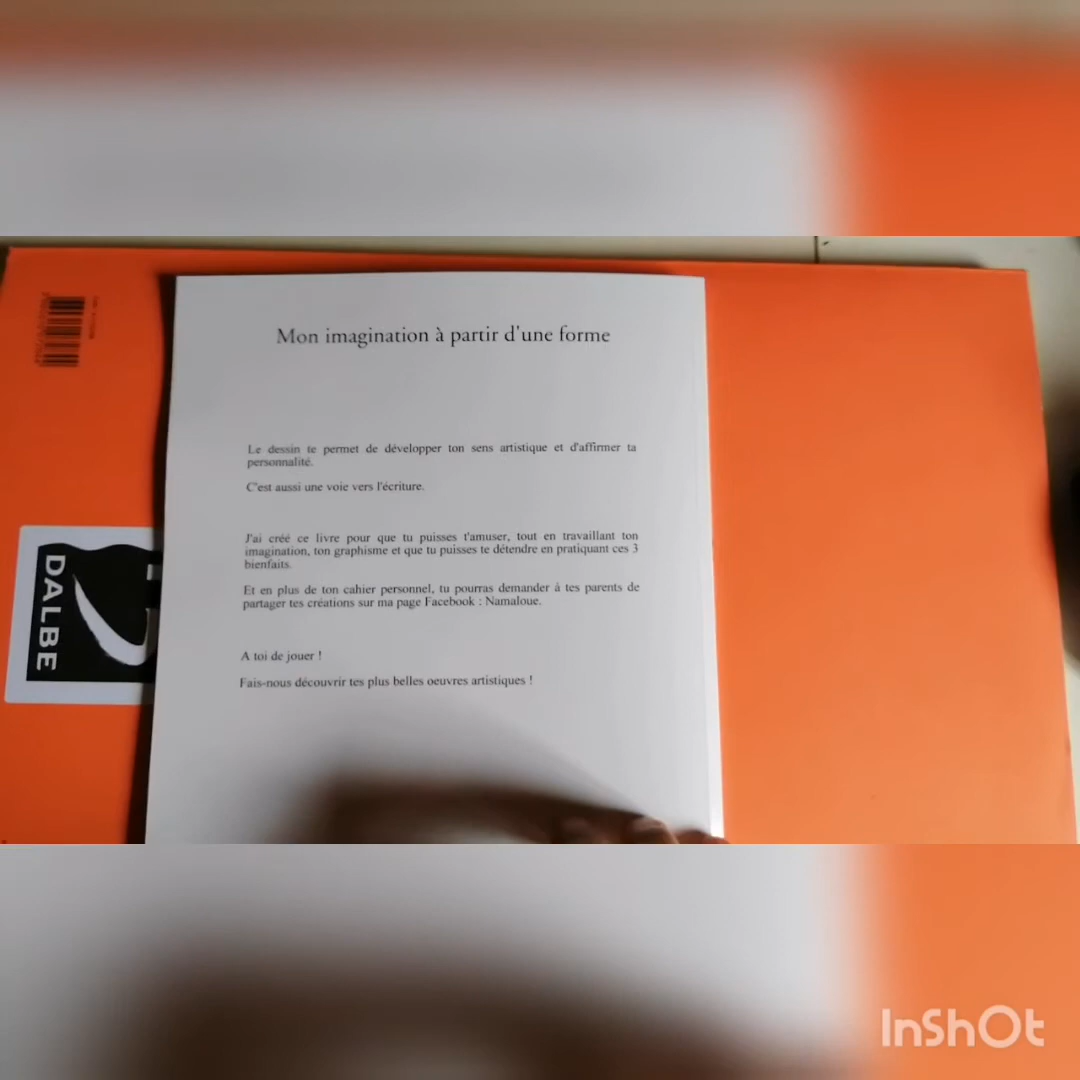 Mon imagination à partir d'une forme
Le dessin te permet de développer ton sens artistique et d'affirmer ta
personnalité.
C'est aussi une voie vers l'écriture.
J'ai créé ce livre pour que tu puisses t'amuser, tout en travaillant ton
imagination, ton graphisme et que tu puisses te détendre en pratiquant ces 3
bienfaits.
Et en plus de ton cahier personnel, tu pourras demander à tes parents de
partager tes créations sur ma page Facebook : Namaloue.
A toi de jouer !
Fais-nous découvrir tes plus belles oeuvres artistiques !
DALBE
InShOt